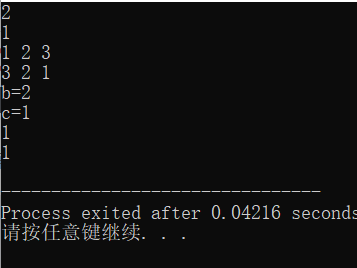 2
1
1 2 3
3 2 1
b=2
c=1
1
1
--------------------------------
Process exited after 0.04216 seconds
请按任意键继续. . .